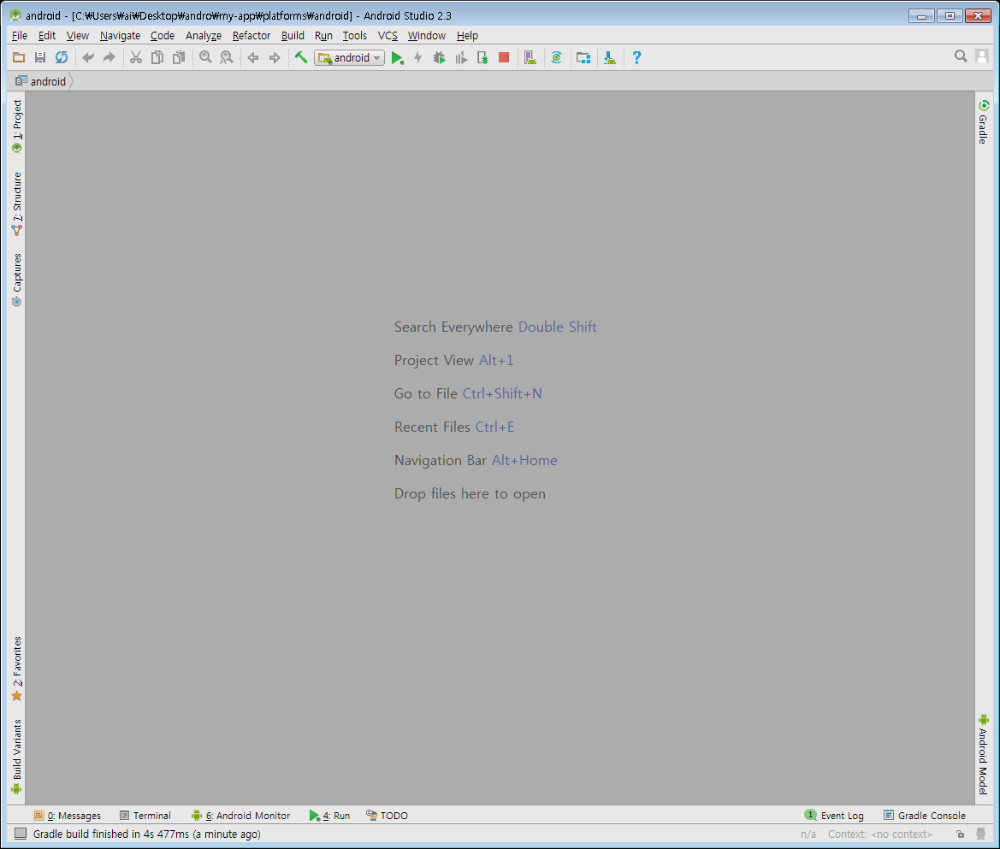 android - [C:₩Users₩ai₩Desktop₩andro₩my-app₩platforms₩android] - Android Studio 2.3
File Edit View Navigate Code Analyze Refactor Build Run Tools VCS Window Help
android
android
1: Project
7: Structure
Captures
2: Favorites
Build Variants
Search Everywhere Double Shift
Project View Alt+1
Go to File Ctrl+Shift+N
Recent Files Ctrl+E
Navigation Bar Alt+Home
Drop files here to open
Gradle
Android Model
0: Messages Terminal 6: Android Monitor 4: Run TODO 1 Event Log Gradle Console
Gradle build finished in 4s 477ms (a minute ago) n/a Context: <no context>